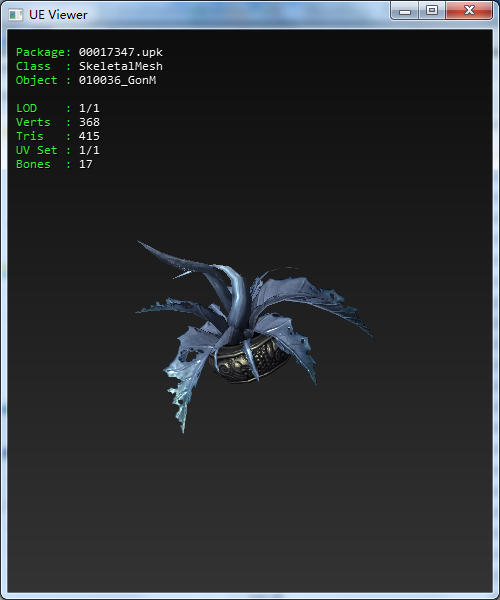 UE Viewer
Package: 00017347.upk
Class : SkeletalMesh
Object : 010036_GonM
LOD : 1/1
Verts : 368
Tris : 415
UV Set : 1/1
Bones : 17